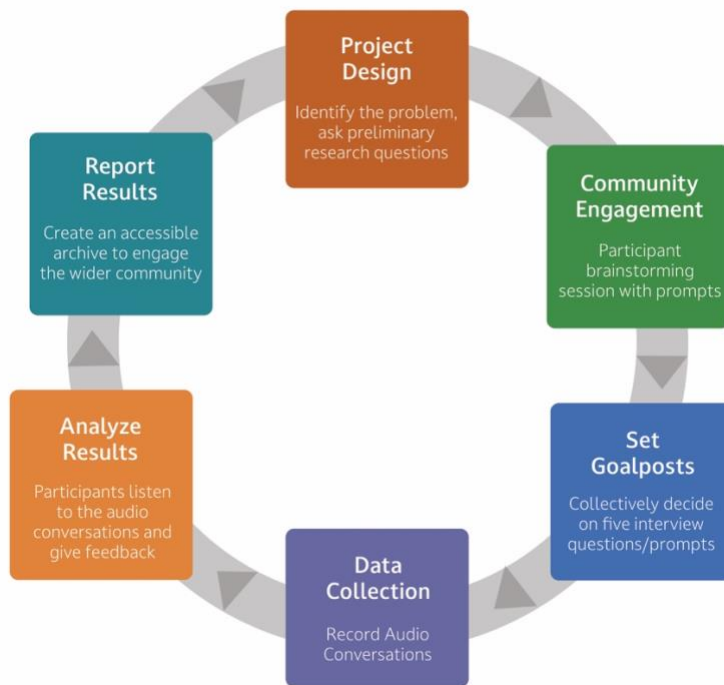 Project
Design
Identify the problem,
ask preliminary
research questions
Community
Engagement
Participant
brainstorming
session with prompts
Set
Goalposts
Collectively decide
on five interview
questions/prompts
Data
Collection
Record Audio
Conversations
Analyze
Results
Participants listen
to the audio
conversations and
give feedback
Report
Results
Create an accessible
archive to engage
the wider community